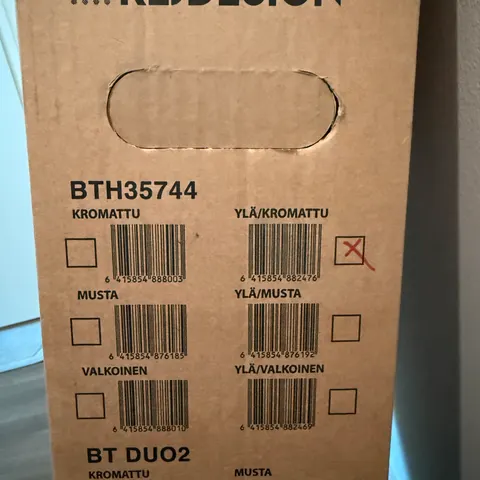 BTH35744
KROMATTU YLÄ/KROMATTU
6 415854 888003 6 415854 882476
MUSTA YLÄ/MUSTA
6 415854 876185 6 415854 876192
VALKOINEN YLÄ/VALKOINEN
6 415854 888010 6 415854 882469
BT DUO2
KROMATTU MUSTA